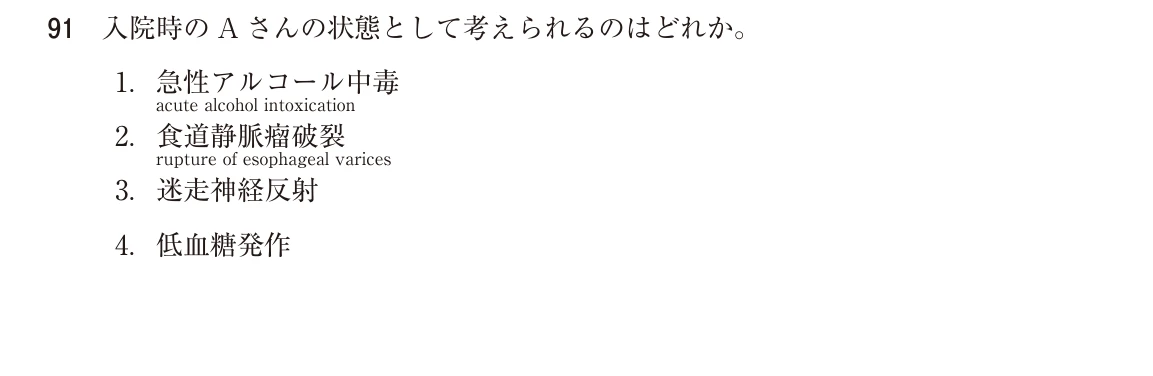 91 入院時の A さんの状態として考えられるのはどれか。
1. 急性アルコール中毒
acute alcohol intoxication
2. 食道静脈瘤破裂
rupture of esophageal varices
3. 迷走神経反射
4. 低血糖発作